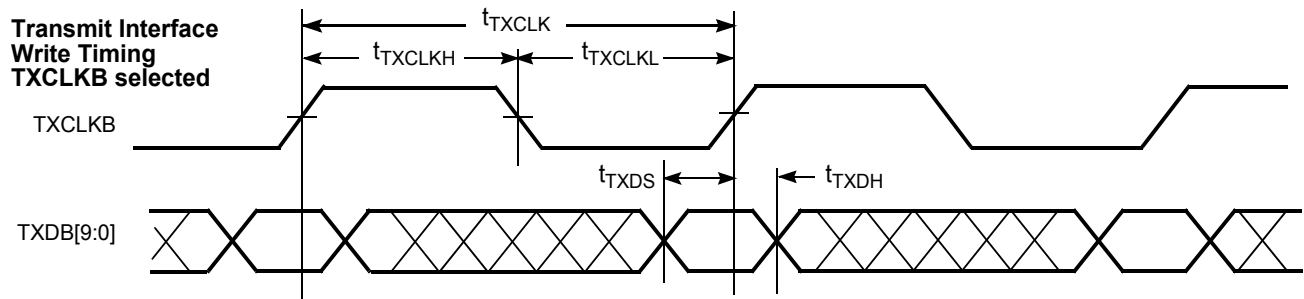 Transmit Interface
Write Timing
TXCLKB selected
tTXCLK
tTXCLKH
tTXCLKL
TXCLKB
tTXDS
tTXDH
TXDB[9:0]